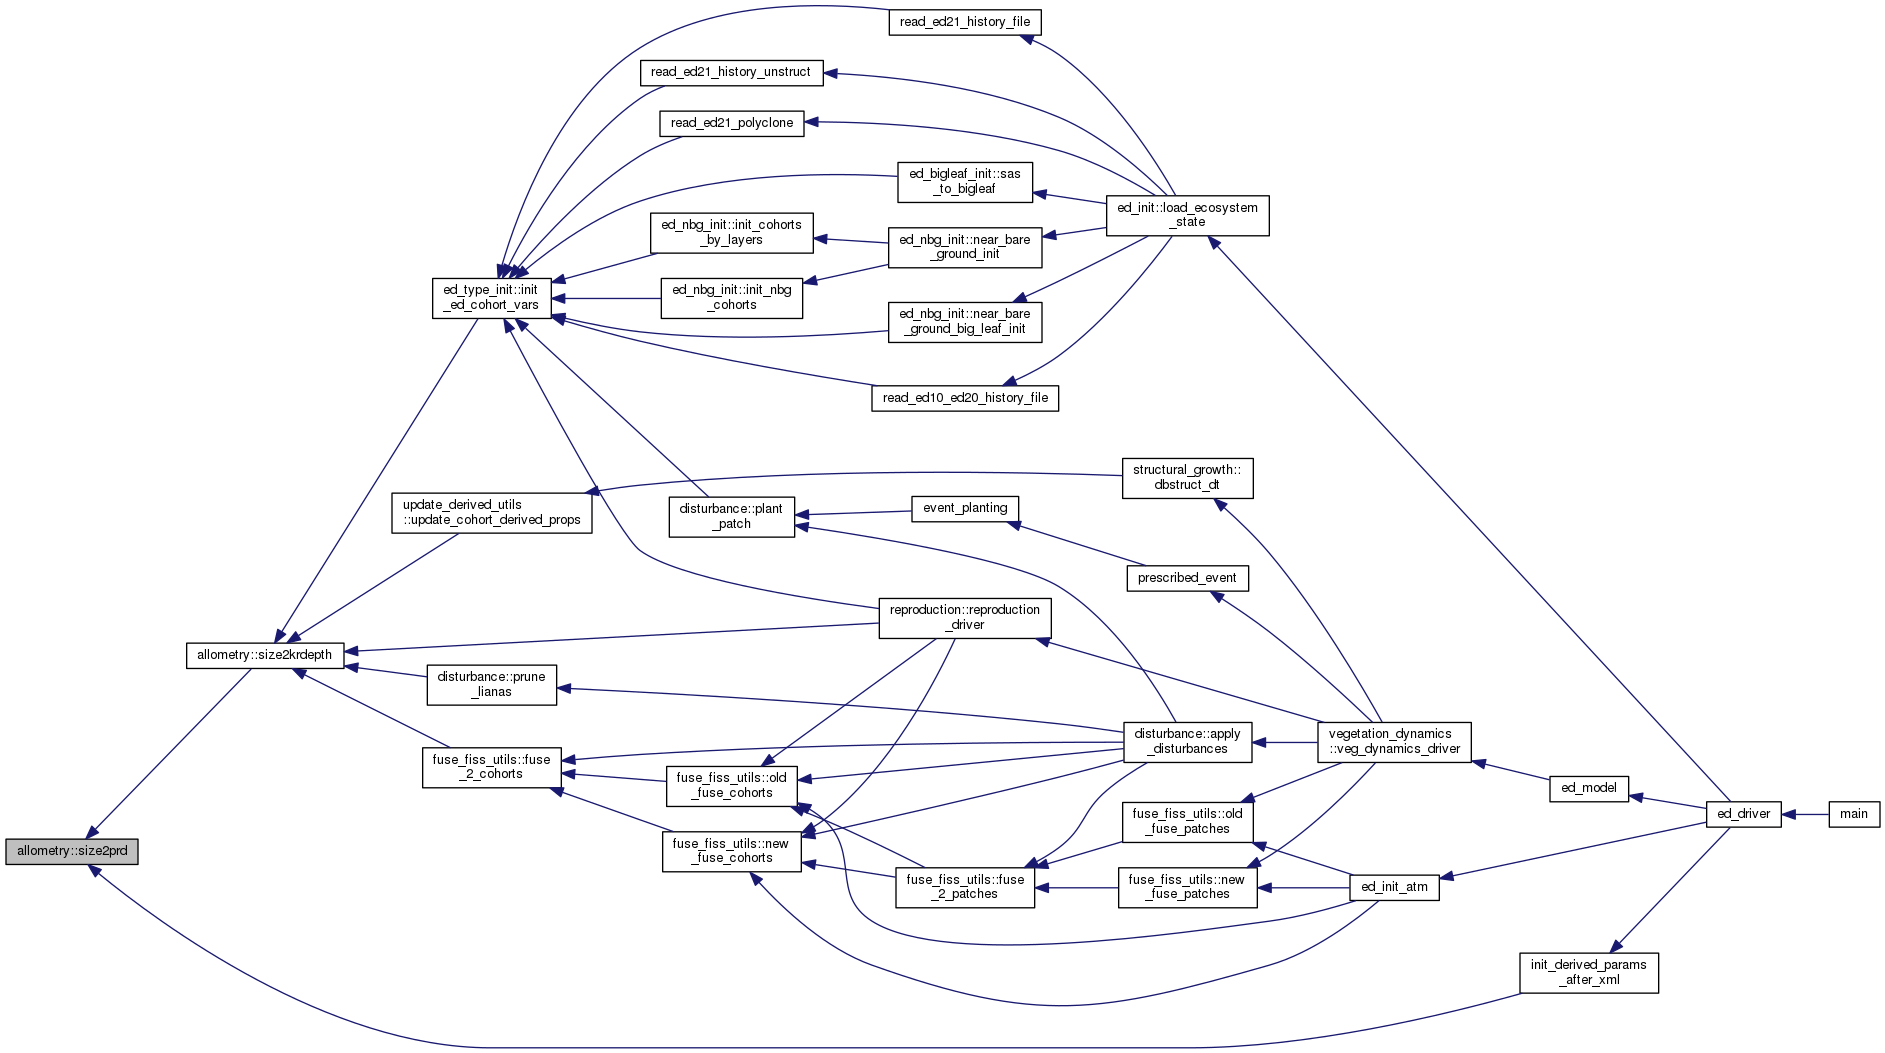 read_ed21_history_file
read_ed21_history_unstruct
read_ed21_polyclone
ed_bigleaf_init::sas
_to_bigleaf
ed_init::load_ecosystem
_state
ed_nbg_init::init_cohorts
_by_layers
ed_nbg_init::near_bare
_ground_init
ed_type_init::init
_ed_cohort_vars
ed_nbg_init::init_nbg
_cohorts
ed_nbg_init::near_bare
_ground_big_leaf_init
read_ed10_ed20_history_file
structural_growth::
dbstruct_dt
update_derived_utils
::update_cohort_derived_props
disturbance::plant
_patch
event_planting
prescribed_event
reproduction::reproduction
_driver
allometry::size2krdepth
disturbance::prune
_lianas
disturbance::apply
_disturbances
vegetation_dynamics
::veg_dynamics_driver
fuse_fiss_utils::fuse
_2_cohorts
fuse_fiss_utils::old
_fuse_cohorts
ed_model
fuse_fiss_utils::old
_fuse_patches
ed_driver
main
allometry::size2prd
fuse_fiss_utils::new
_fuse_cohorts
fuse_fiss_utils::fuse
_2_patches
fuse_fiss_utils::new
_fuse_patches
ed_init_atm
init_derived_params
_after_xml